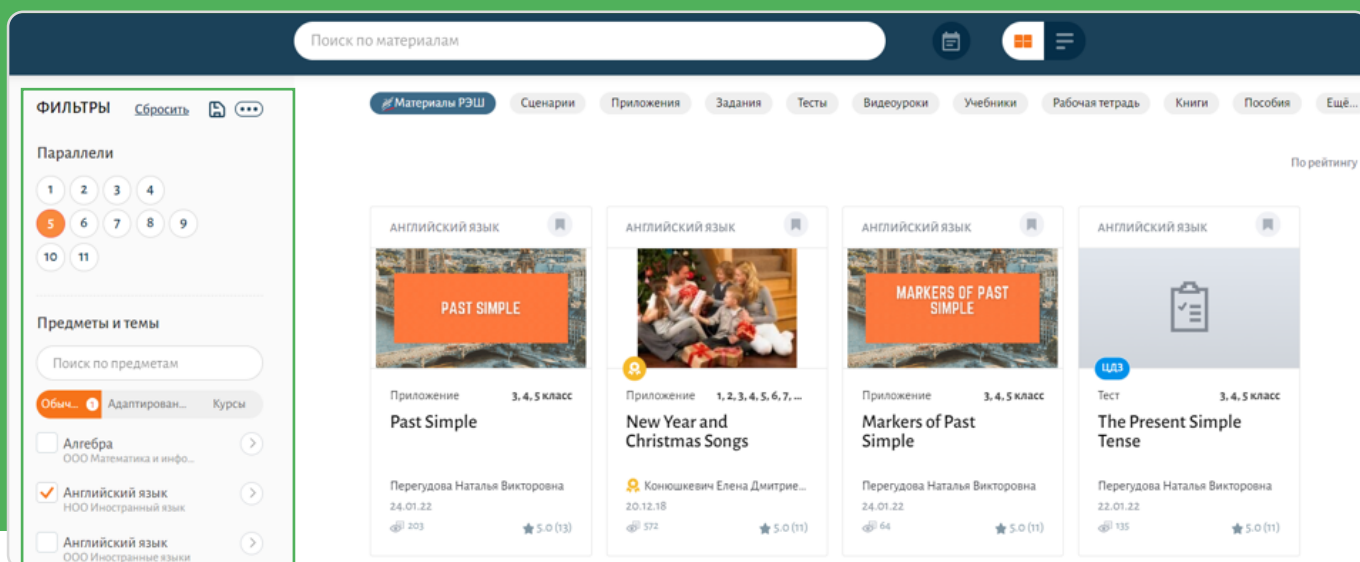 Поиск по материалам
ФИЛЬТРЫ Сбросить
Параллели
1 2 3 4
5 6 7 8 9
10 11
Предметы и темы
Поиск по предметам
Обыч... 1 Адаптирован... Курсы
Алгебра
ООО Математика и инфо...
Английский язык
НОО Иностранный язык
Английский язык
ООО Иностранные языки
Материалы РЭШ Сценарии Приложения Задания Тесты Видеоуроки Учебники Рабочая тетрадь Книги Пособия Ещё...
По рейтингу
АНГЛИЙСКИЙ ЯЗЫК
PAST SIMPLE
Приложение 3, 4, 5 класс
Past Simple
Перегудова Наталья Викторовна
24.01.22
203 5.0 (13)
АНГЛИЙСКИЙ ЯЗЫК
Приложение 1, 2, 3, 4, 5, 6, 7, ...
New Year and
Christmas Songs
Конюшкевич Елена Дмитрие...
20.12.18
572 5.0 (11)
АНГЛИЙСКИЙ ЯЗЫК
MARKERS OF PAST
SIMPLE
Приложение 3, 4, 5 класс
Markers of Past
Simple
Перегудова Наталья Викторовна
24.01.22
64 5.0 (11)
АНГЛИЙСКИЙ ЯЗЫК
ЦДЗ
Тест 3, 4, 5 класс
The Present Simple
Tense
Перегудова Наталья Викторовна
22.01.22
135 5.0 (11)